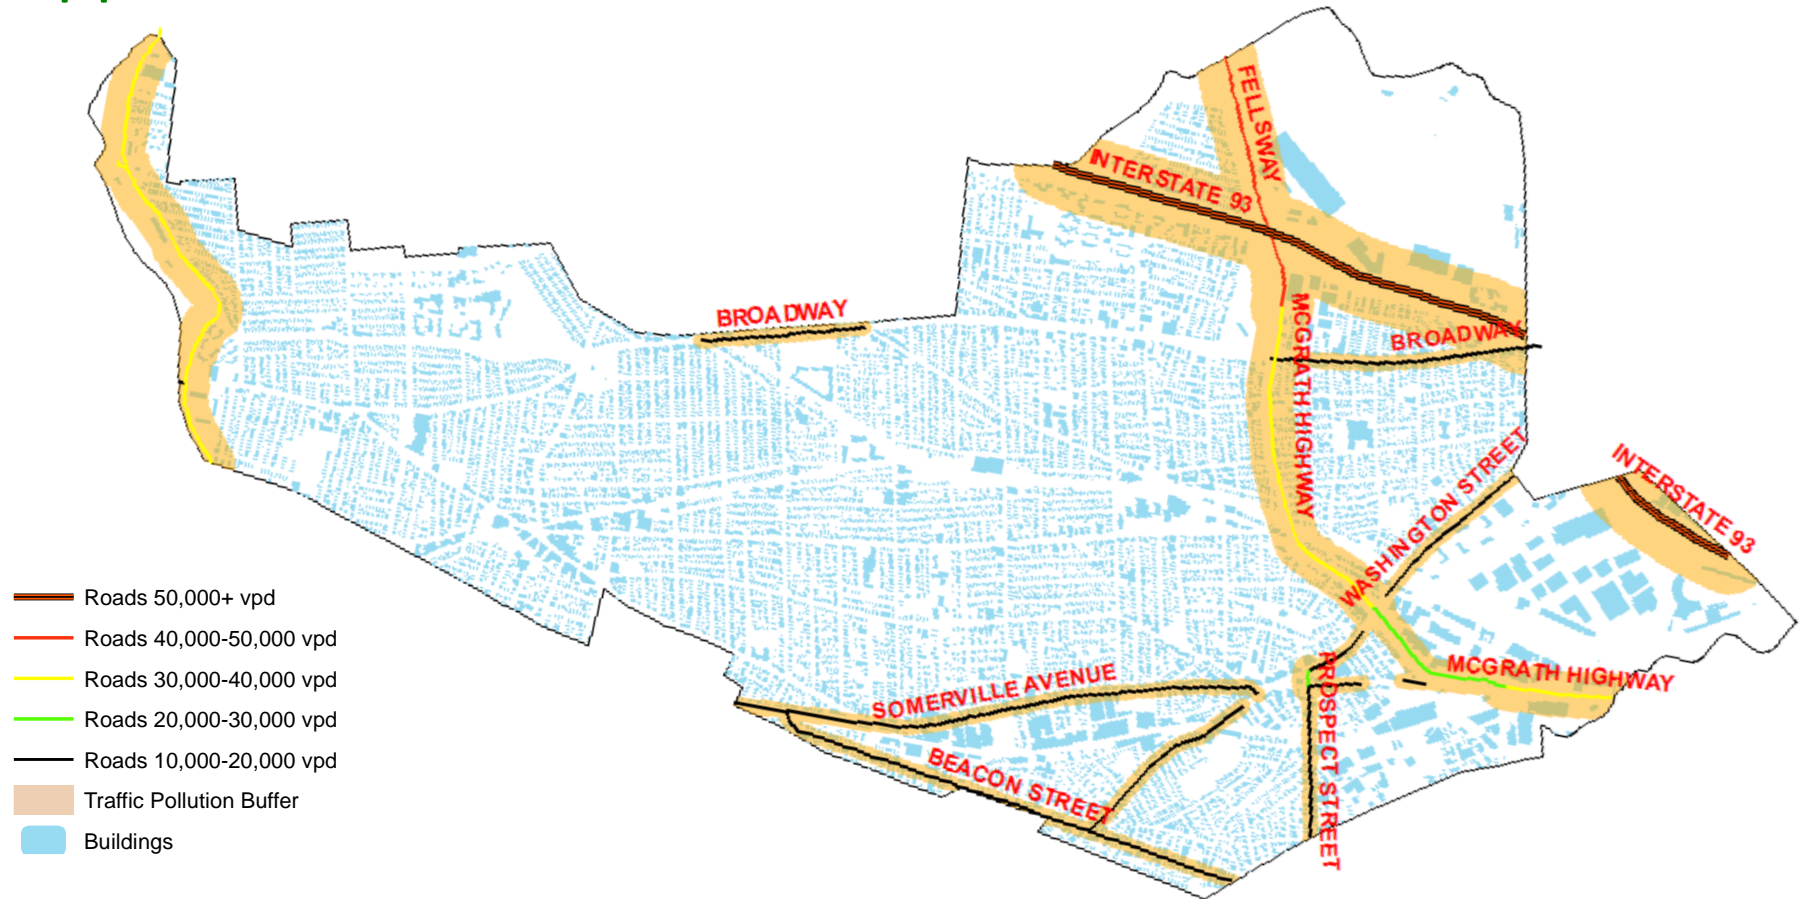 FELLSWAY
INTERSTATE 93
BROADWAY
BROADWAY
MCGRATH HIGHWAY
WASHINGTON STREET
INTERSTATE 93
SOMERVILLE AVENUE
MCGRATH HIGHWAY
PROSPECT STREET
BEACON STREET
Roads 50,000+ vpd
Roads 40,000-50,000 vpd
Roads 30,000-40,000 vpd
Roads 20,000-30,000 vpd
Roads 10,000-20,000 vpd
Traffic Pollution Buffer
Buildings